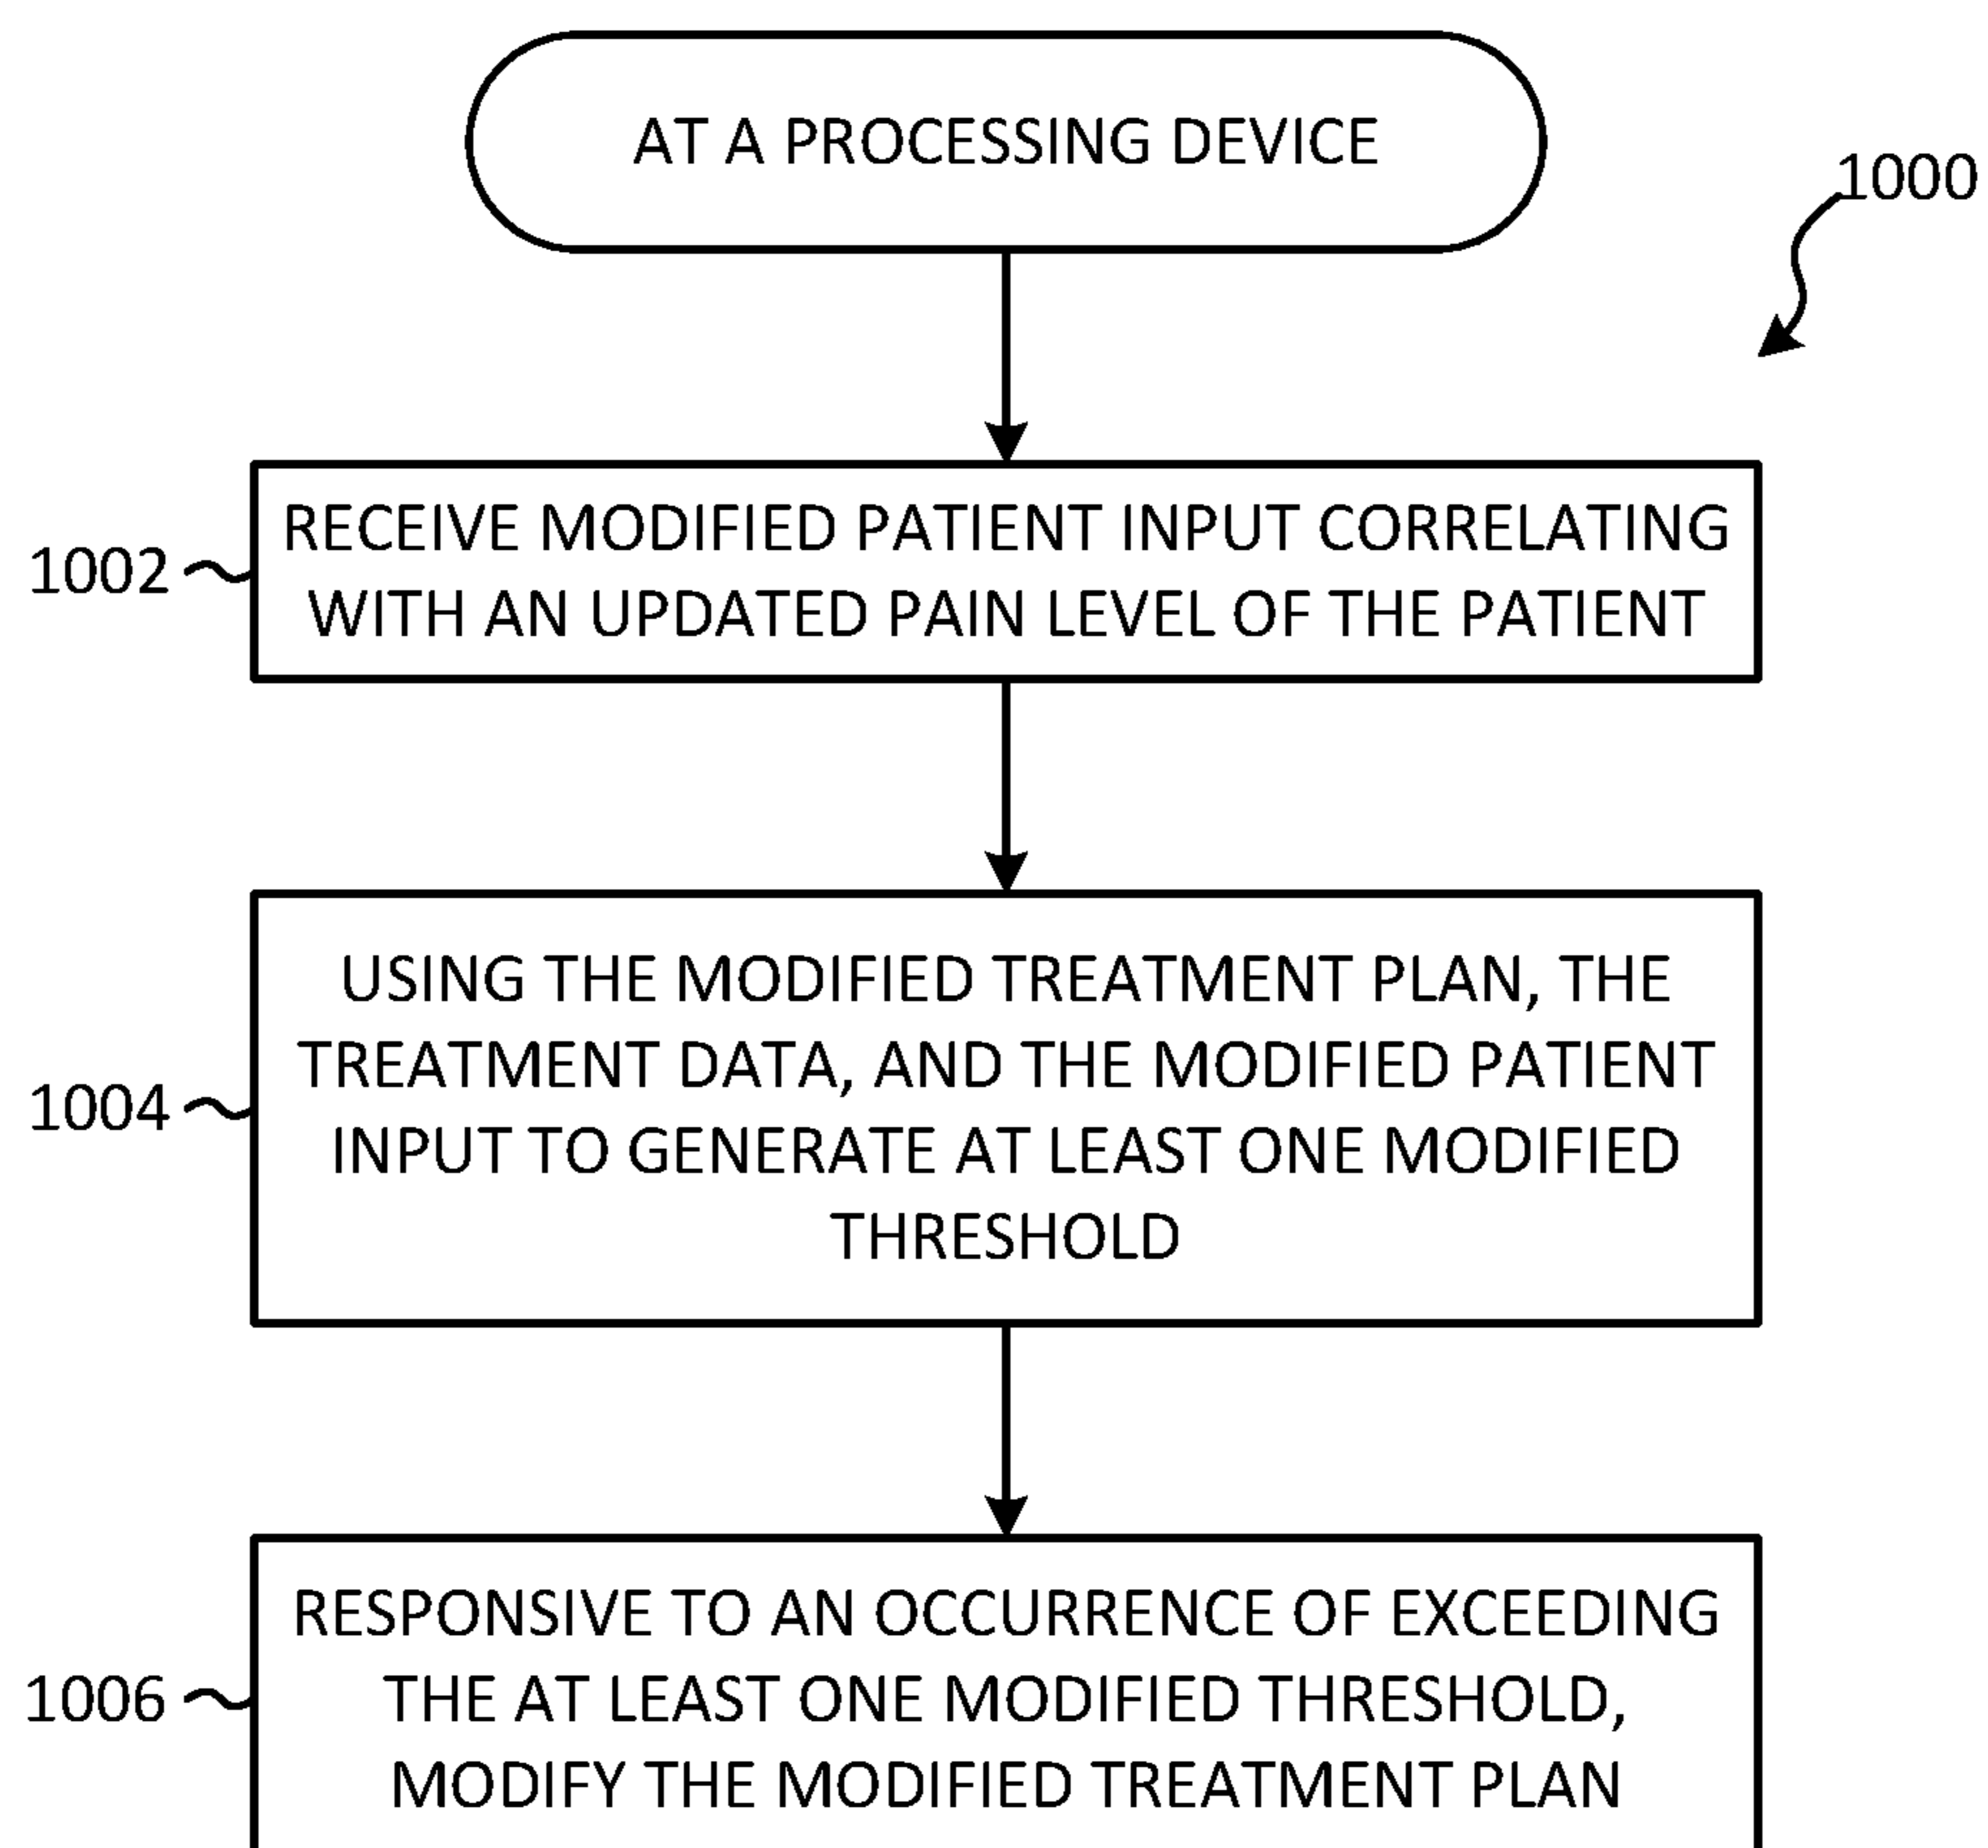 AT A PROCESSING DEVICE
1000
RECEIVE MODIFIED PATIENT INPUT CORRELATING
WITH AN UPDATED PAIN LEVEL OF THE PATIENT
1002
USING THE MODIFIED TREATMENT PLAN, THE
TREATMENT DATA, AND THE MODIFIED PATIENT
INPUT TO GENERATE AT LEAST ONE MODIFIED
THRESHOLD
1004
RESPONSIVE TO AN OCCURRENCE OF EXCEEDING
THE AT LEAST ONE MODIFIED THRESHOLD,
MODIFY THE MODIFIED TREATMENT PLAN
1006